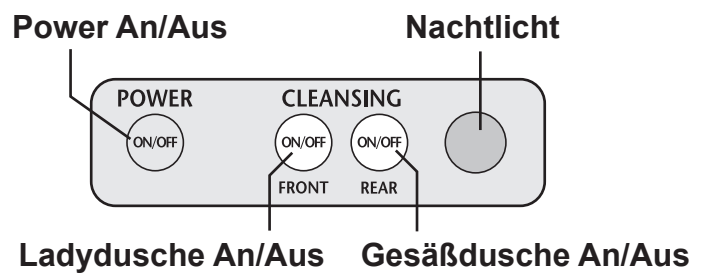 Power An/Aus Nachtlicht
POWER CLEANSING
ON/OFF ON/OFF ON/OFF
FRONT REAR
Ladydusche An/Aus Gesäßdusche An/Aus